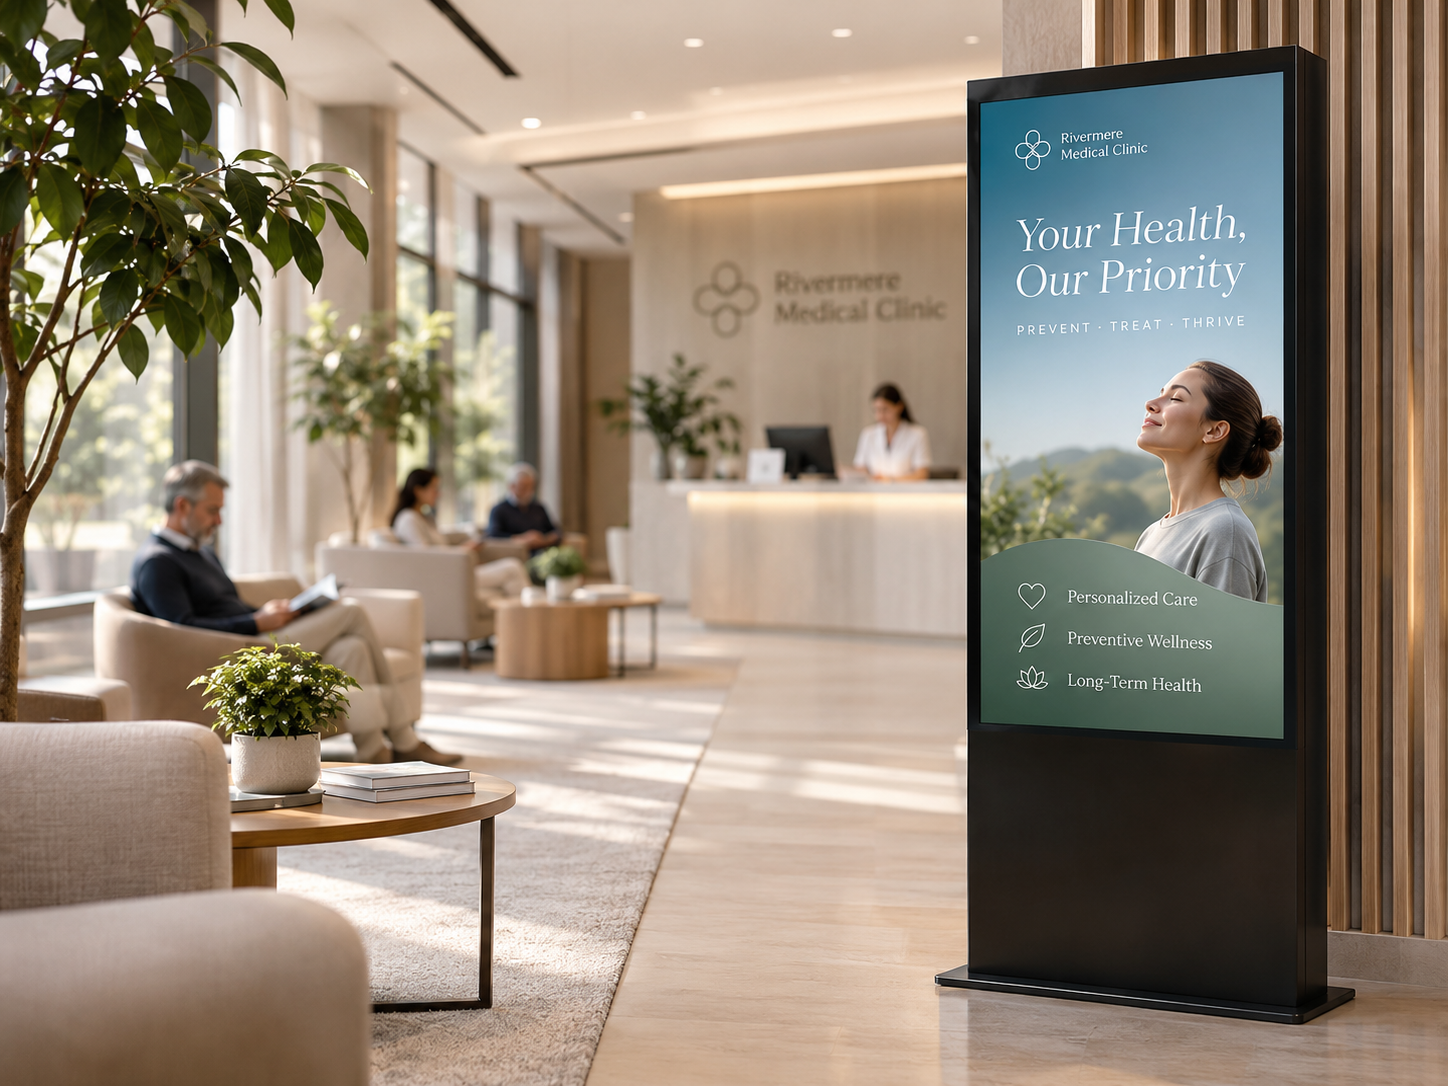 Rivermere
Medical Clinic
Rivermere
Medical Clinic
Your Health,
Our Priority
PREVENT · TREAT · THRIVE
Personalized Care
Preventive Wellness
Long-Term Health